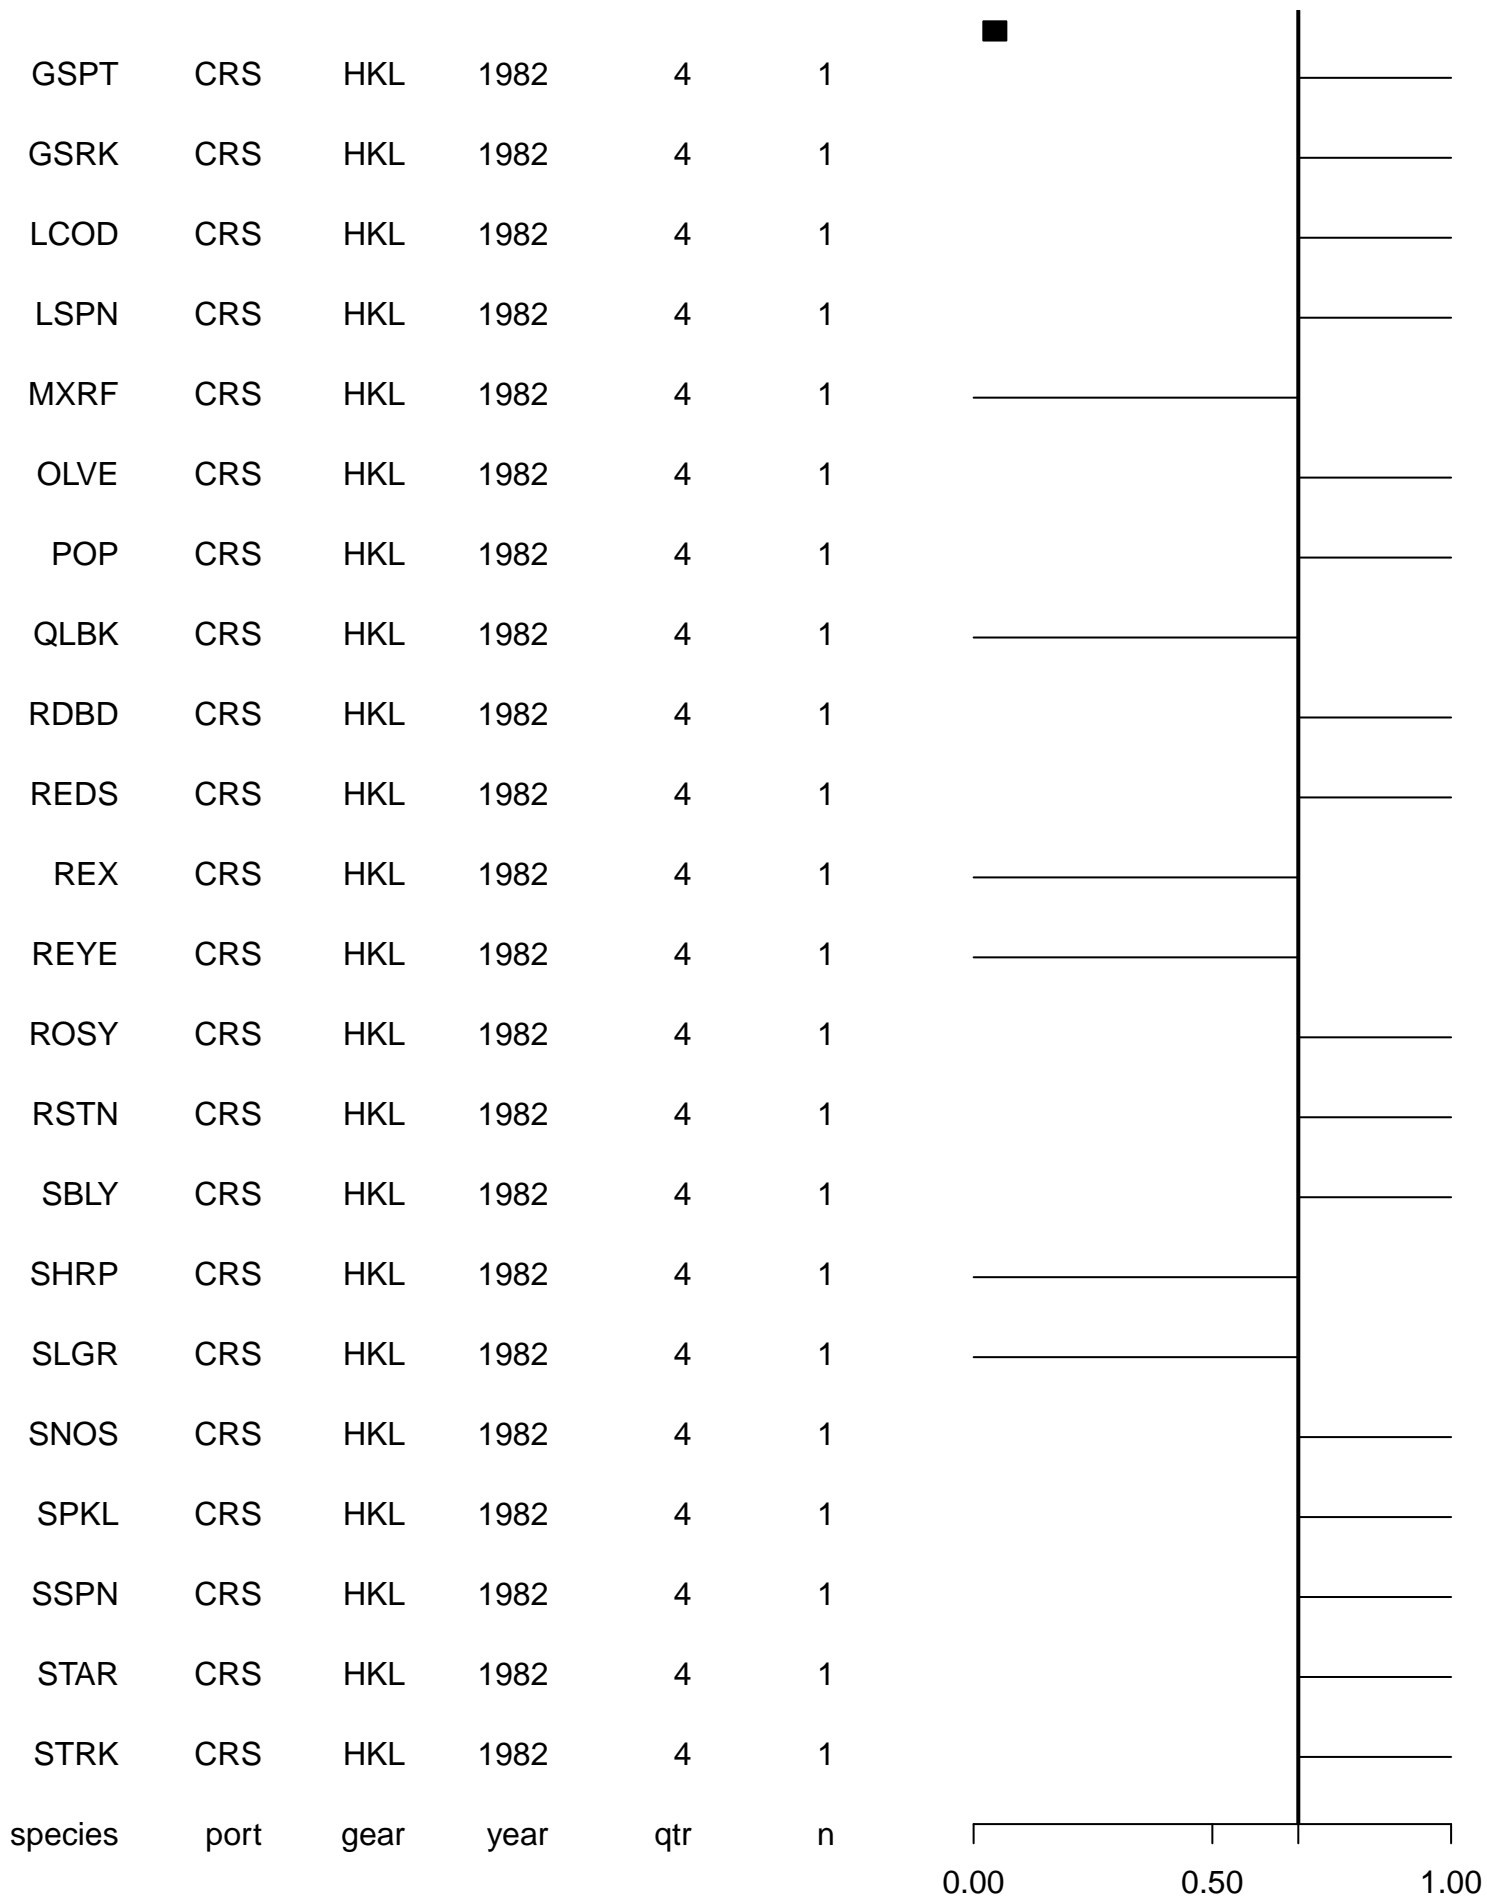 GSPT CRS HKL 1982 4 1
GSRK CRS HKL 1982 4 1
LCOD CRS HKL 1982 4 1
LSPN CRS HKL 1982 4 1
MXRF CRS HKL 1982 4 1
OLVE CRS HKL 1982 4 1
POP CRS HKL 1982 4 1
QLBK CRS HKL 1982 4 1
RDBD CRS HKL 1982 4 1
REDS CRS HKL 1982 4 1
REX CRS HKL 1982 4 1
REYE CRS HKL 1982 4 1
ROSY CRS HKL 1982 4 1
RSTN CRS HKL 1982 4 1
SBLY CRS HKL 1982 4 1
SHRP CRS HKL 1982 4 1
SLGR CRS HKL 1982 4 1
SNOS CRS HKL 1982 4 1
SPKL CRS HKL 1982 4 1
SSPN CRS HKL 1982 4 1
STAR CRS HKL 1982 4 1
STRK CRS HKL 1982 4 1
species port gear year qtr n
0.00 0.50 1.00